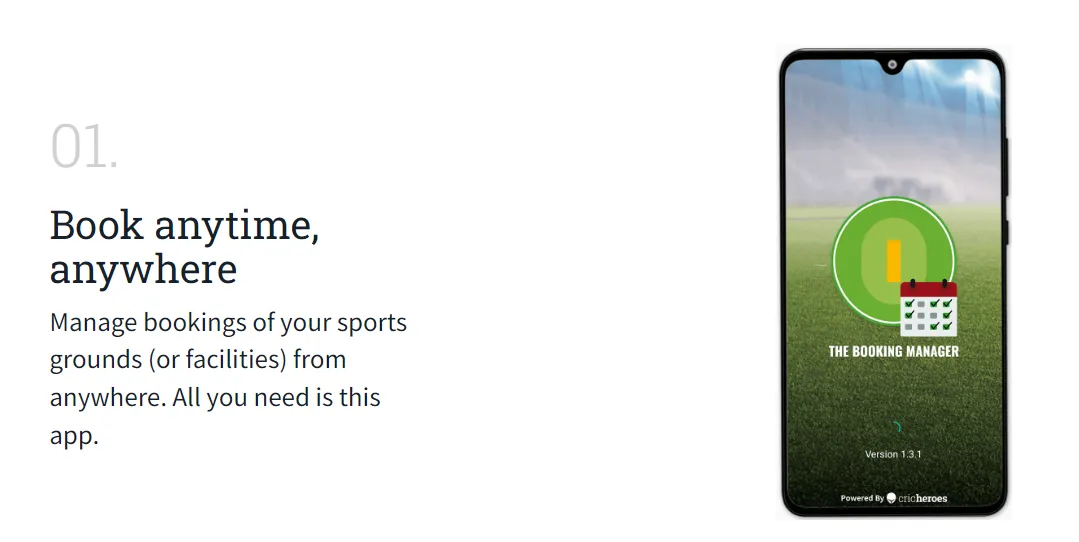 01.
Book anytime,
anywhere
Manage bookings of your sports
grounds (or facilities) from
anywhere. All you need is this
app.
THE BOOKING MANAGER
Version 1.3.1
Powered By cricheroes